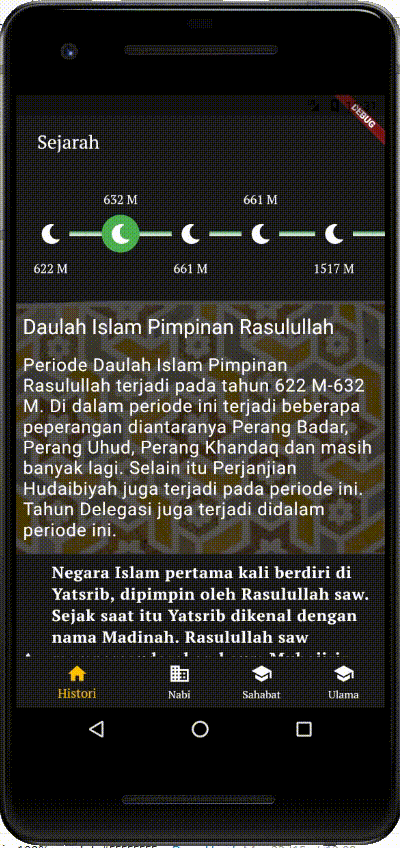 DEBUG
Sejarah
632 M
661 M
622 M
661 M
1517 M
Daulah Islam Pimpinan Rasulullah
Periode Daulah Islam Pimpinan
Rasulullah terjadi pada tahun 622 M-632
M. Di dalam periode ini terjadi beberapa
peperangan diantaranya Perang Badar,
Perang Uhud, Perang Khandaq dan masih
banyak lagi. Selain itu Perjanjian
Hudaibiyah juga terjadi pada periode ini.
Tahun Delegasi juga terjadi didalam
periode ini.
Negara Islam pertama kali berdiri di
Yatsrib, dipimpin oleh Rasulullah saw.
Sejak saat itu Yatsrib dikenal dengan
nama Madinah. Rasulullah saw
Histori
Nabi
Sahabat
Ulama